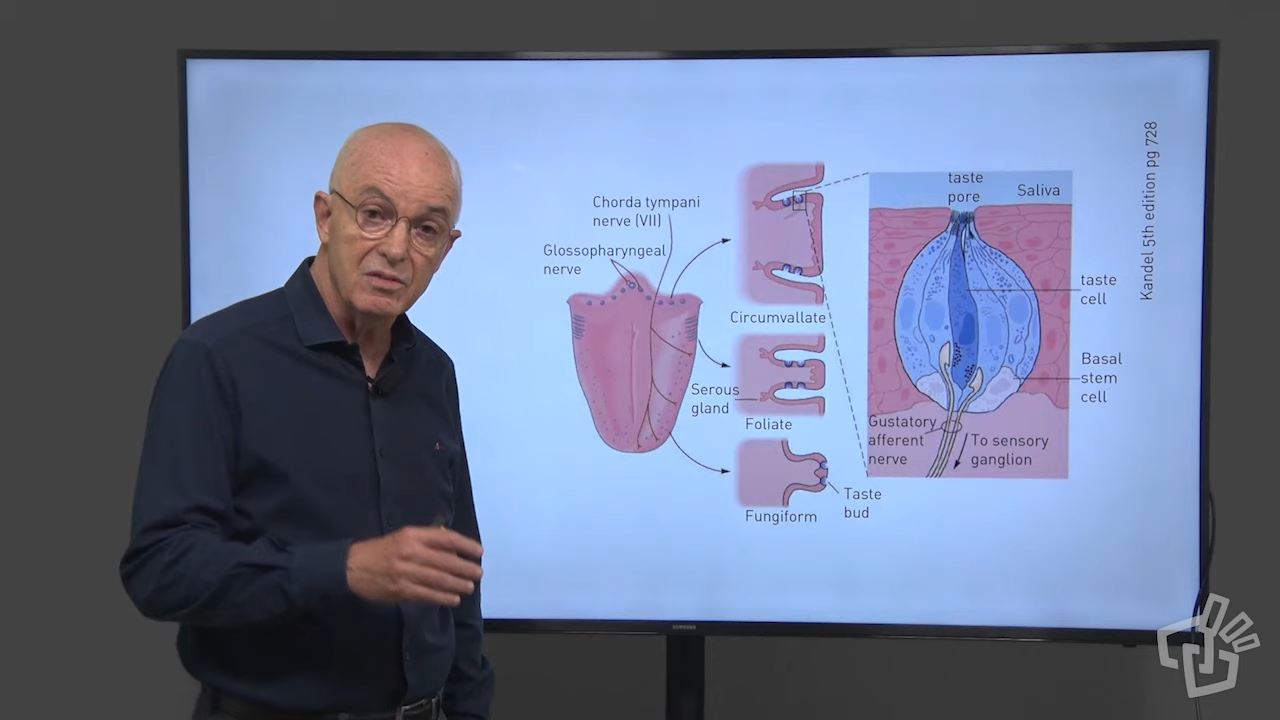 Chorda tympani
nerve (VII)
Glossopharyngeal
nerve
Circumvallate
Serous
gland
Foliate
Fungiform
Taste
bud
taste
pore
Saliva
taste
cell
Basal
stem
cell
Gustatory
afferent
nerve
To sensory
ganglion
Kandel 5th edition pg 728
SAMSUNG